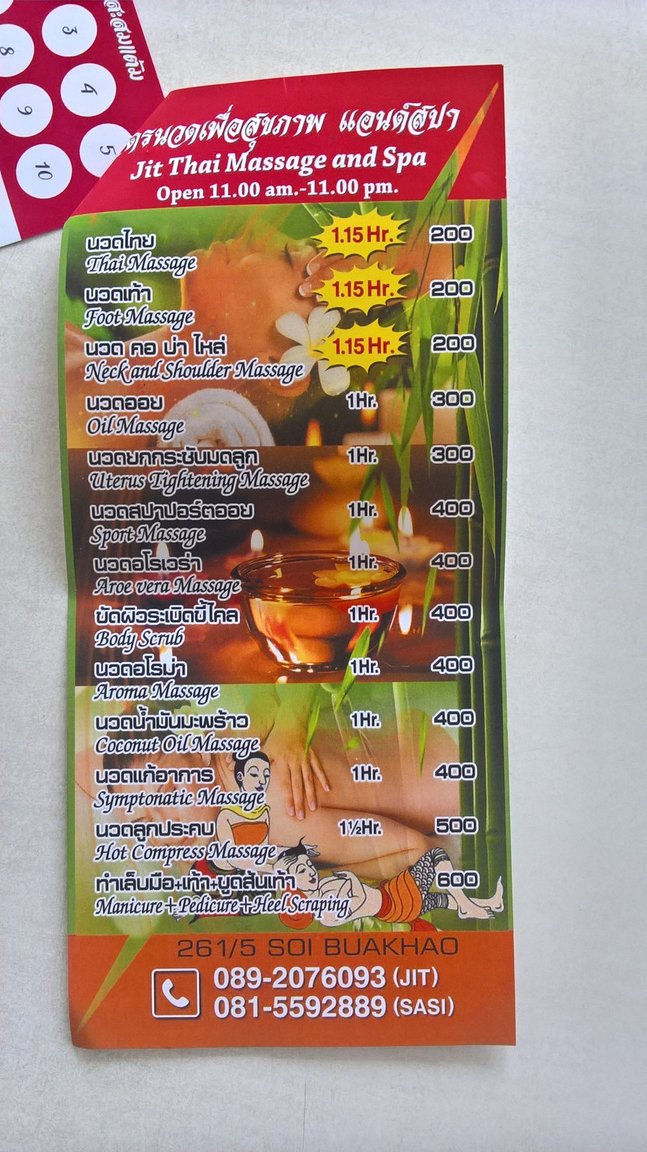 สะสมแต้ม
3
8
4
9
5
10
นวดเพื่อสุขภาพ แอนด์สปา
Jit Thai Massage and Spa
Open 11.00 am.-11.00 pm.
นวดไทย 1.15 Hr. 200
Thai Massage
นวดเท้า 1.15 Hr. 200
Foot Massage
นวด คอ บ่า ไหล่ 1.15 Hr. 200
Neck and Shoulder Massage
นวดออย 1Hr. 300
Oil Massage
นวดยกกระชับมดลูก 1Hr. 300
Uterus Tightening Massage
นวดสปาปอร์ตออย 1Hr. 400
Sport Massage
นวดอโรเวร่า 1Hr. 400
Aroe vera Massage
ขัดผิวระเบิดขี้ไคล 1Hr. 400
Body Scrub
นวดอโรม่า 1Hr. 400
Aroma Massage
นวดน้ำมันมะพร้าว 1Hr. 400
Coconut Oil Massage
นวดแก้อาการ 1Hr. 400
Symptonatic Massage
นวดลูกประคบ 1½Hr. 500
Hot Compress Massage
ทำเล็บมือ+เท้า+ขูดส้นเท้า 600
Manicure+Pedicure+Heel Scraping
261/5 SOI BUAKHAO
089-2076093 (JIT)
081-5592889 (SASI)